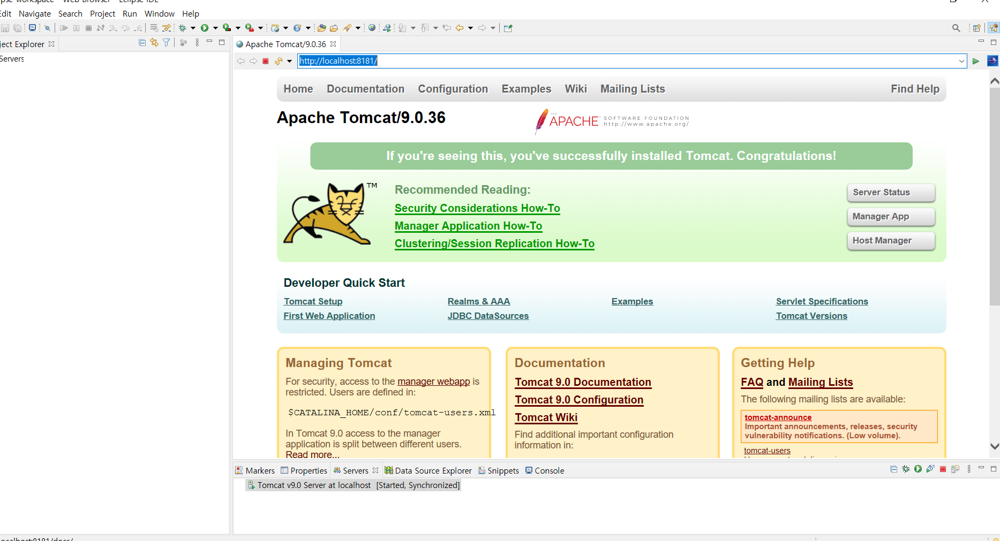 Edit Navigate Search Project Run Window Help
ject Explorer
Servers
Apache Tomcat/9.0.36
http://localhost:8181/
Home Documentation Configuration Examples Wiki Mailing Lists Find Help
Apache Tomcat/9.0.36
THE APACHE® SOFTWARE FOUNDATION
http://www.apache.org/
If you're seeing this, you've successfully installed Tomcat. Congratulations!
TM
Recommended Reading:
Security Considerations How-To
Manager Application How-To
Clustering/Session Replication How-To
Server Status
Manager App
Host Manager
Developer Quick Start
Tomcat Setup
First Web Application
Realms & AAA
JDBC DataSources
Examples
Servlet Specifications
Tomcat Versions
Managing Tomcat
For security, access to the manager webapp is
restricted. Users are defined in:
$CATALINA_HOME/conf/tomcat-users.xml
In Tomcat 9.0 access to the manager
application is split between different users.
Read more...
Documentation
Tomcat 9.0 Documentation
Tomcat 9.0 Configuration
Tomcat Wiki
Find additional important configuration
information in:
Getting Help
FAQ and Mailing Lists
The following mailing lists are available:
tomcat-announce
Important announcements, releases, security
vulnerability notifications. (Low volume).
tomcat-users
Markers Properties Servers Data Source Explorer Snippets Console
Tomcat v9.0 Server at localhost [Started, Synchronized]